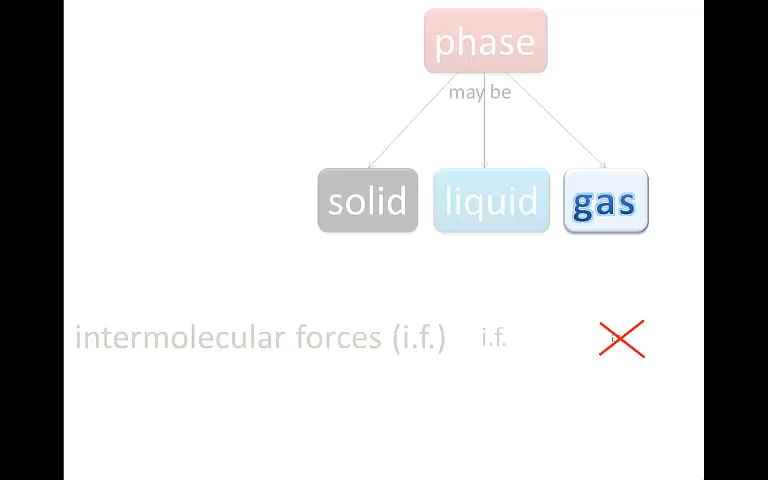 phase
may be
solid liquid gas
intermolecular forces (i.f.) i.f.